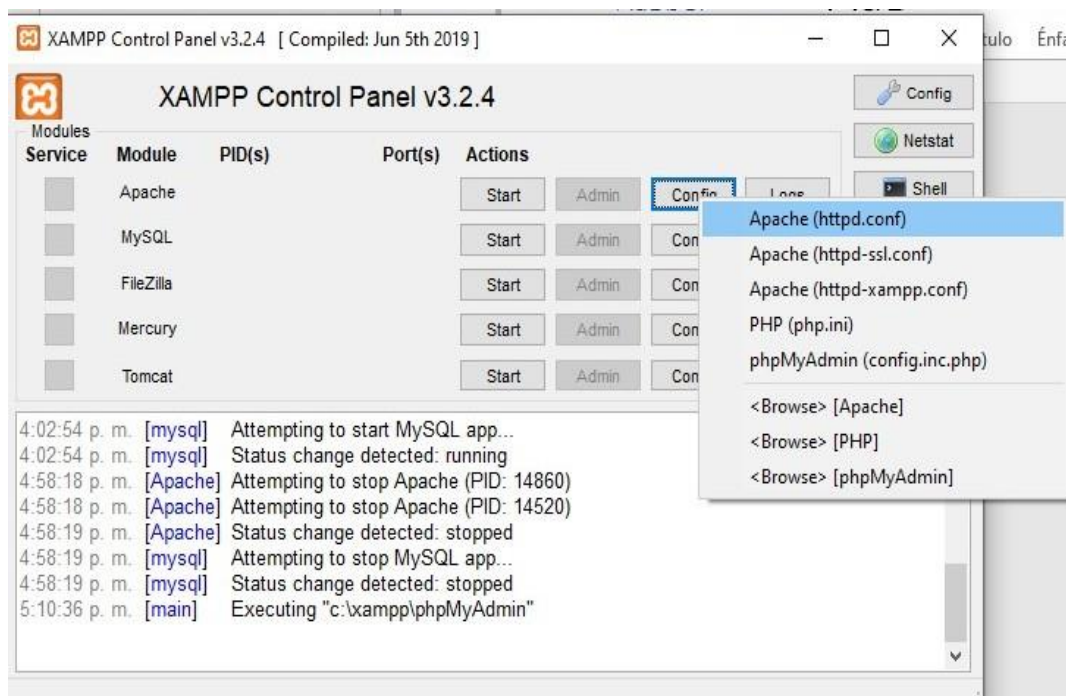 XAMPP Control Panel v3.2.4 [ Compiled: Jun 5th 2019 ]
tulo Énfa
XAMPP Control Panel v3.2.4
Config
Modules
Service Module PID(s) Port(s) Actions
Netstat
Apache Start Admin Config Logs
Shell
MySQL Start Admin Con
FileZilla Start Admin Con
Mercury Start Admin Con
Tomcat Start Admin Con
Apache (httpd.conf)
Apache (httpd-ssl.conf)
Apache (httpd-xampp.conf)
PHP (php.ini)
phpMyAdmin (config.inc.php)
<Browse> [Apache]
<Browse> [PHP]
<Browse> [phpMyAdmin]
4:02:54 p. m. [mysql] Attempting to start MySQL app...
4:02:54 p. m. [mysql] Status change detected: running
4:58:18 p. m. [Apache] Attempting to stop Apache (PID: 14860)
4:58:18 p. m. [Apache] Attempting to stop Apache (PID: 14520)
4:58:19 p. m. [Apache] Status change detected: stopped
4:58:19 p. m. [mysql] Attempting to stop MySQL app...
4:58:19 p. m. [mysql] Status change detected: stopped
5:10:36 p. m. [main] Executing "c:\xampp\phpMyAdmin"